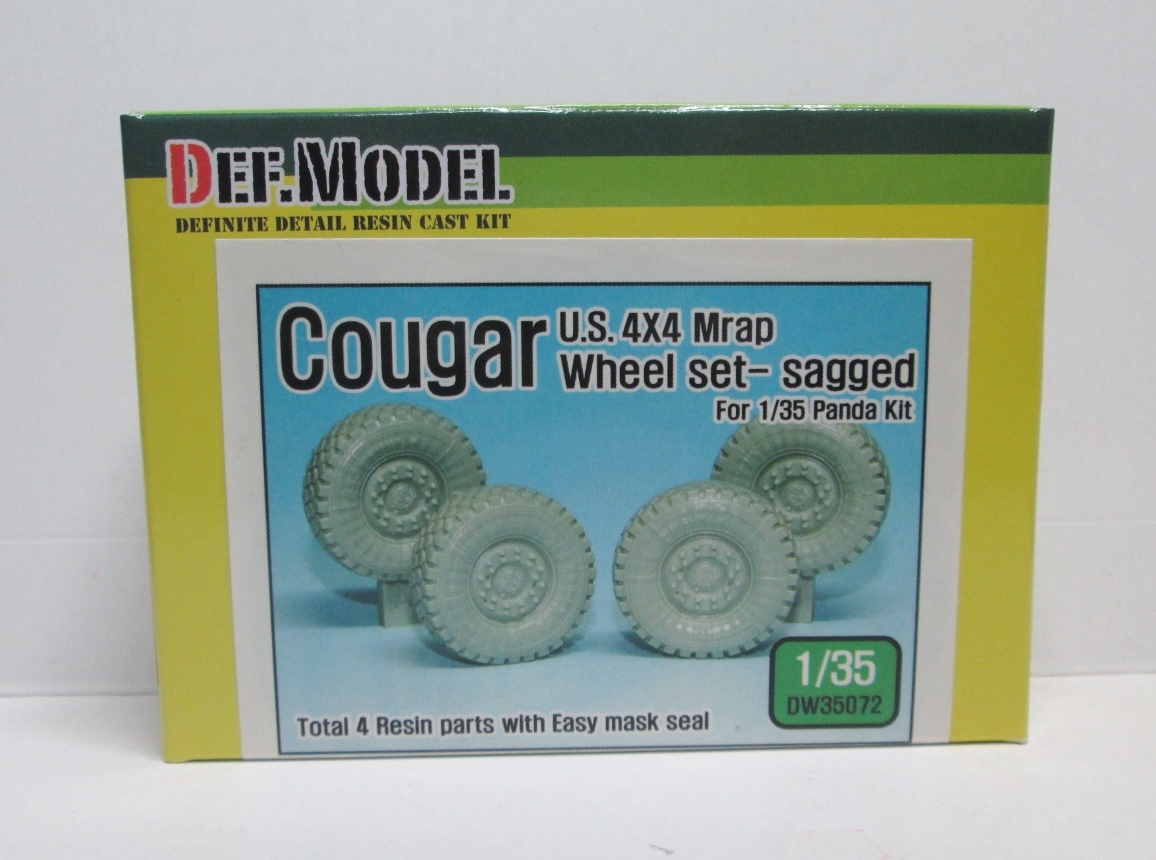 DEF.MODEL
DEFINITE DETAIL RESIN CAST KIT
Cougar U.S. 4X4 Mrap
Wheel set- sagged
For 1/35 Panda Kit
1/35
DW35072
Total 4 Resin parts with Easy mask seal